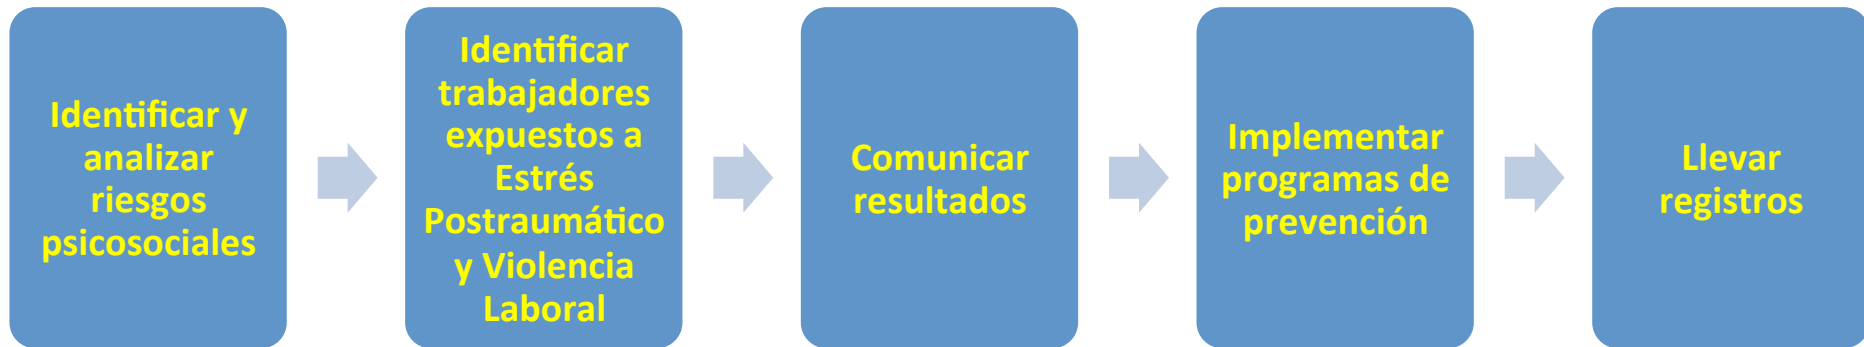 Identificar y
analizar
riesgos
psicosociales
Identificar
trabajadores
expuestos a
Estrés
Postraumático
y Violencia
Laboral
Comunicar
resultados
Implementar
programas de
prevención
Llevar
registros